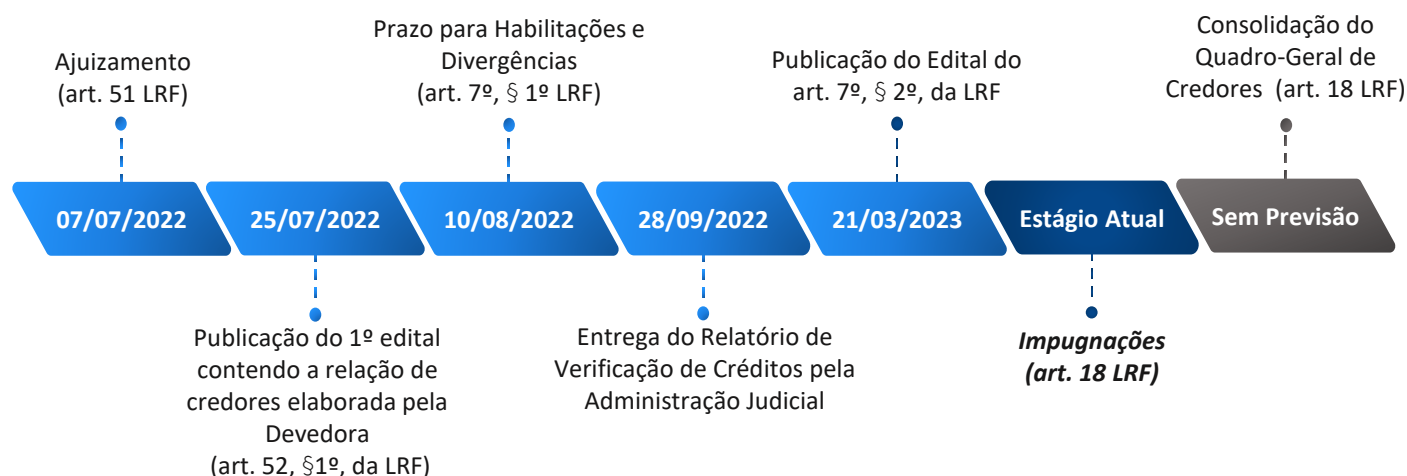 Ajuizamento
(art. 51 LRF)
Prazo para Habilitações e
Divergências
(art. 7º, § 1º LRF)
Publicação do Edital do
art. 7º, § 2º, da LRF
Consolidação do
Quadro-Geral de
Credores (art. 18 LRF)
07/07/2022
25/07/2022
10/08/2022
28/09/2022
21/03/2023
Estágio Atual
Sem Previsão
Publicação do 1º edital
contendo a relação de
credores elaborada pela
Devedora
(art. 52, §1º, da LRF)
Entrega do Relatório de
Verificação de Créditos pela
Administração Judicial
Impugnações
(art. 18 LRF)